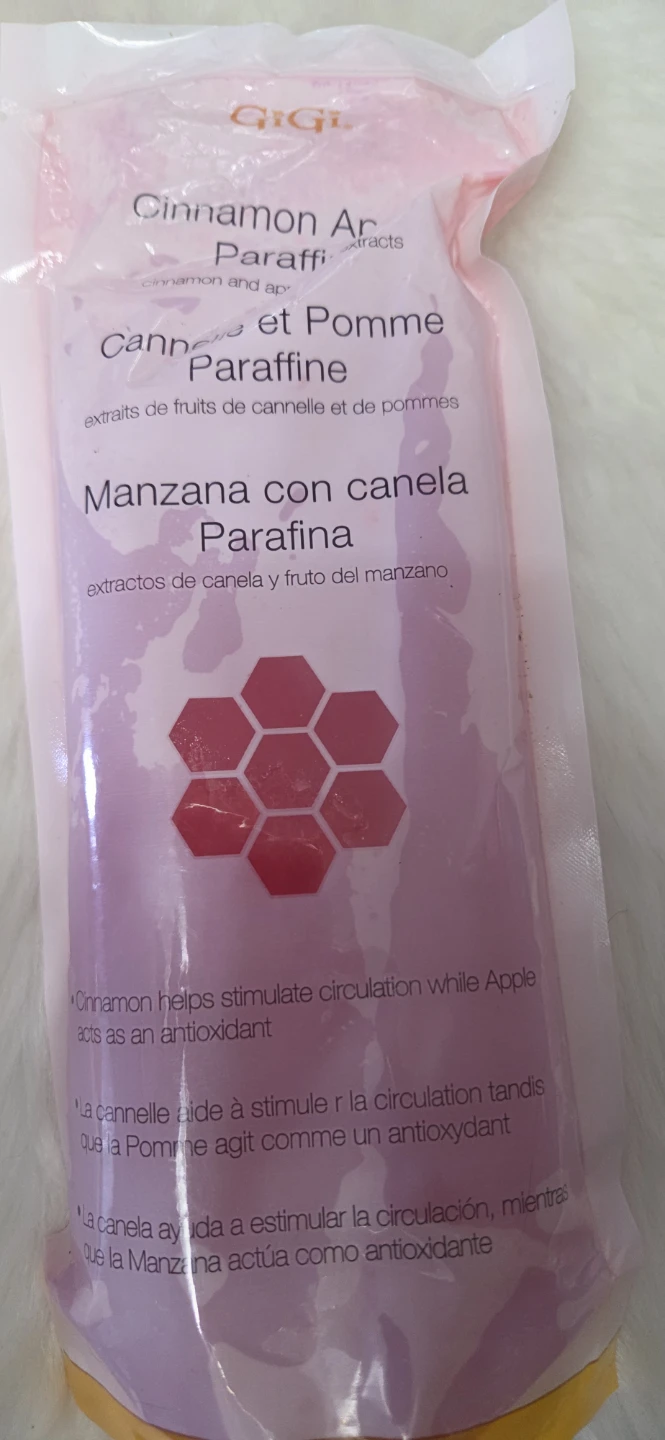 GiGi
Cinnamon
Paraffi
cinnamon and
et Pomme
Paraffine
extraits de fruits de cannelle et de pommes
Manzana con canela
Parafina
extractos de canela y fruto del manzano
•Cinnamon helps stimulate circulation while Apple
acts as an antioxidant
•La cannelle aide à stimule r la circulation tandis
que la Pomme agit comme un antioxydant
•La canela ayuda a estimular la circulación, mientras
que la Manzana actúa como antioxidante